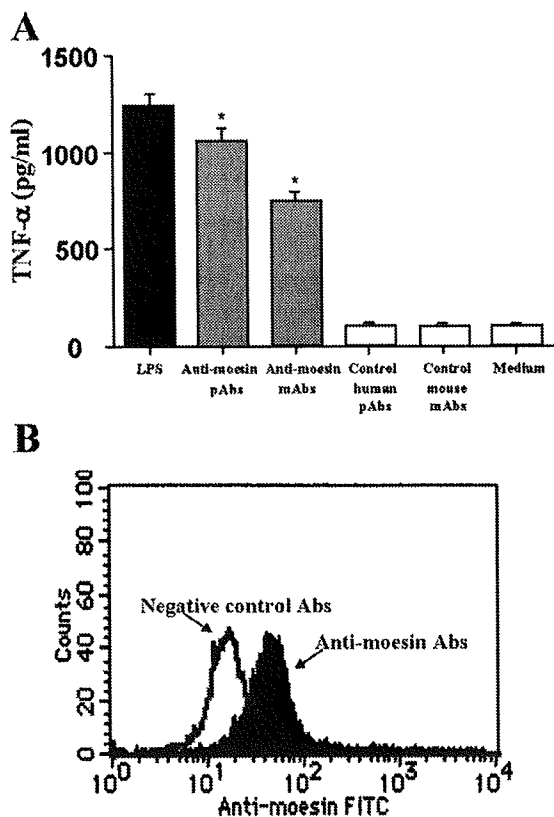 A
TNF-α (pg/ml)
1500
1000
500
0
*
*
LPS
Anti-moesin
pAbs
Anti-moesin
mAbs
Control
human
pAbs
Control
mouse
mAbs
Medium
B
Counts
100
80
60
40
20
0
Negative control Abs
Anti-moesin Abs
10⁰
10¹
10²
10³
10⁴
Anti-moesin FITC